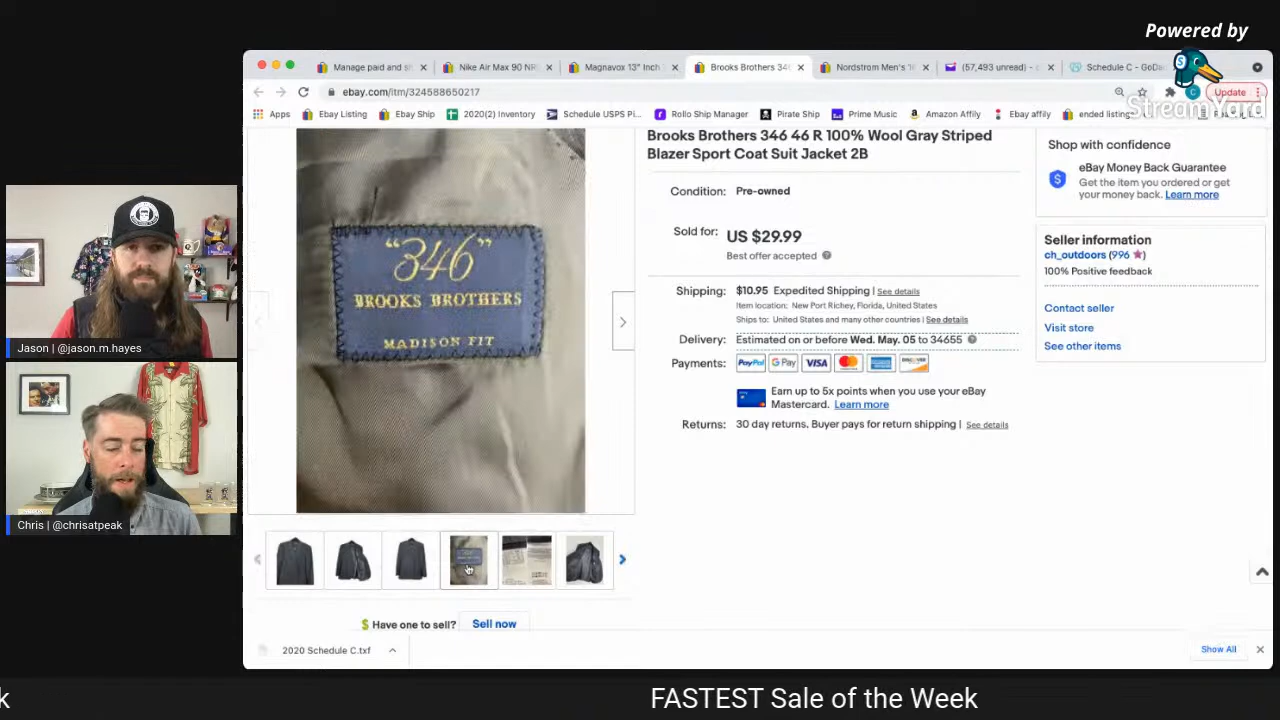 Powered by
StreamYard
Manage paid and sh
Nike Air Max 90 NR
Magnavox 13" Inch
Brooks Brothers 346
Nordstrom Men's
(57,493 unread) - c
Schedule C - GoDa
ebay.com/itm/324588650217
Update
Apps
eBay Listing
Ebay Ship
2020(2) Inventory
Schedule USPS Pi...
Rollo Ship Manager
Pirate Ship
Prime Music
Amazon Affily
Ebay affily
ended listing
Brooks Brothers 346 46 R 100% Wool Gray Striped
Blazer Sport Coat Suit Jacket 2B
Condition: Pre-owned
Sold for: US $29.99
Best offer accepted
Shipping: $10.95 Expedited Shipping | See details
Item location: New Port Richey, Florida, United States
Ships to: United States and many other countries | See details
Delivery: Estimated on or before Wed. May. 05 to 34655
Payments: PayPal G Pay VISA
Earn up to 5x points when you use your eBay
Mastercard. Learn more
Returns: 30 day returns. Buyer pays for return shipping | See details
Shop with confidence
eBay Money Back Guarantee
Get the item you ordered or get
your money back. Learn more
Seller information
ch_outdoors (996 )
100% Positive feedback
Contact seller
Visit store
See other items
"346"
BROOKS BROTHERS
MADISON FIT
Have one to sell? Sell now
2020 Schedule C.txf
Show All
Jason | @jason.m.hayes
Chris | @chrisatpeak
k
FASTEST Sale of the Week